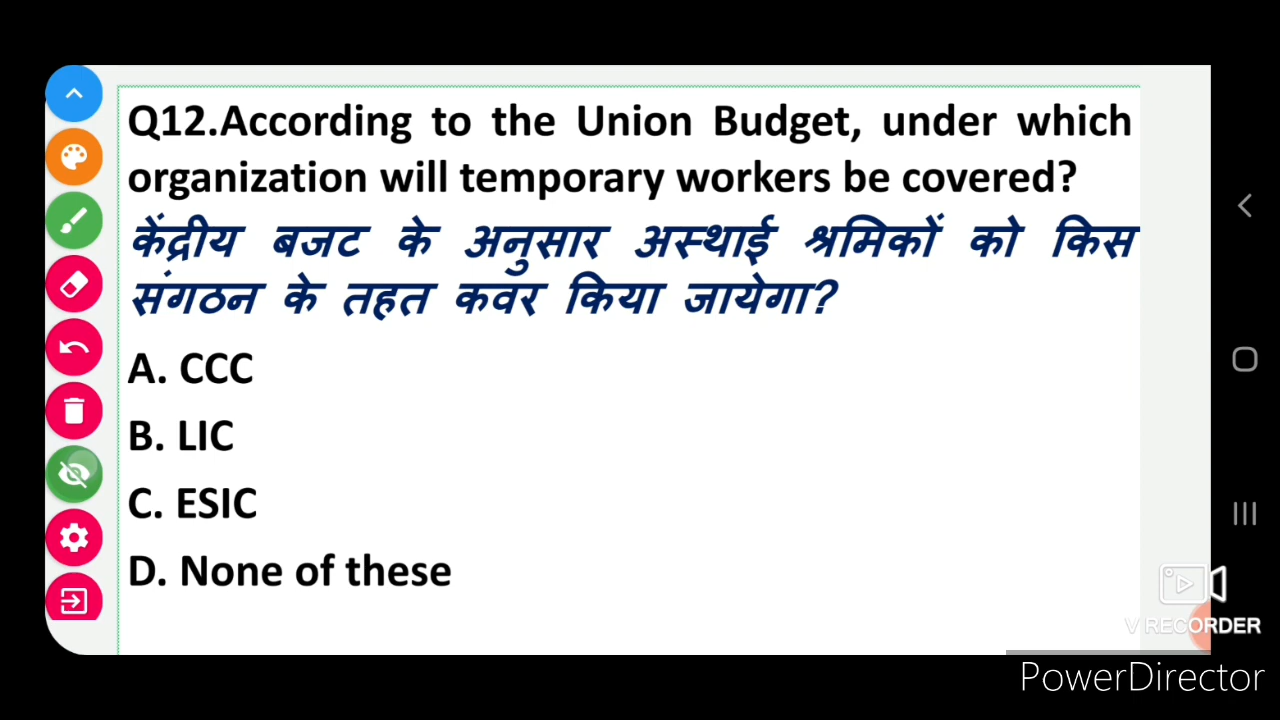 Q12.According to the Union Budget, under which
organization will temporary workers be covered?
केंद्रीय बजट के अनुसार अस्थाई श्रमिकों को किस
संगठन के तहत कवर किया जायेगा?
A. CCC
B. LIC
C. ESIC
D. None of these
V RECORDER
PowerDirector